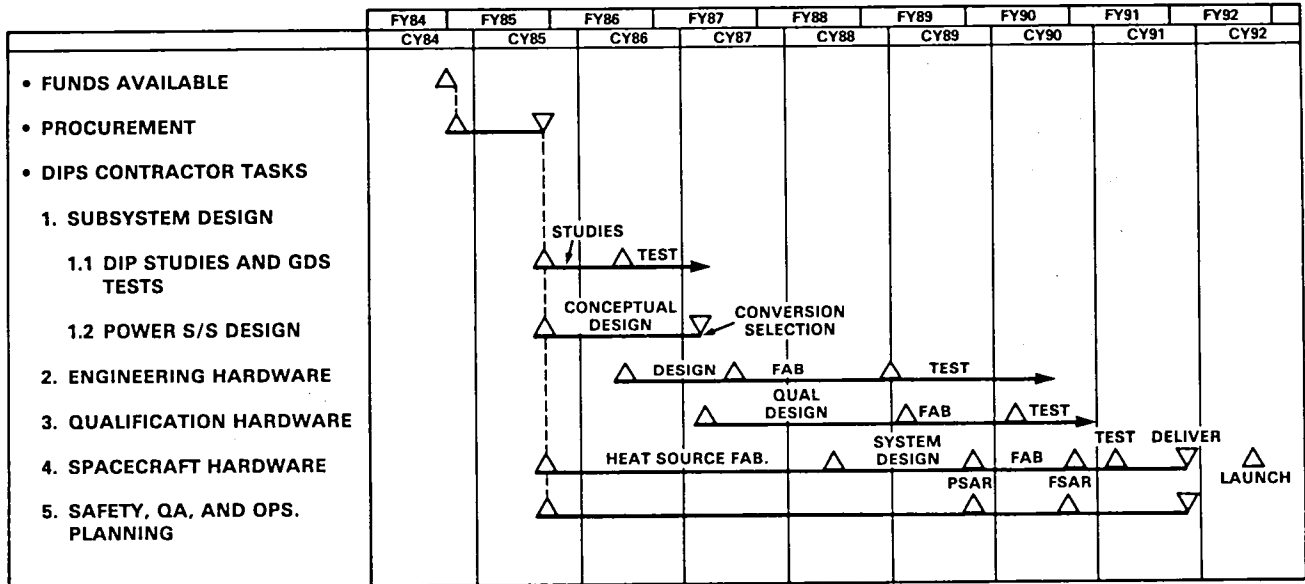 FY84 FY85 FY86 FY87 FY88 FY89 FY90 FY91 FY92
CY84 CY85 CY86 CY87 CY88 CY89 CY90 CY91 CY92
• FUNDS AVAILABLE
• PROCUREMENT
• DIPS CONTRACTOR TASKS
1. SUBSYSTEM DESIGN
STUDIES
1.1 DIP STUDIES AND GDS
TESTS
TEST
1.2 POWER S/S DESIGN
CONCEPTUAL
DESIGN
CONVERSION
SELECTION
2. ENGINEERING HARDWARE
DESIGN FAB TEST
3. QUALIFICATION HARDWARE
QUAL
DESIGN
FAB TEST
4. SPACECRAFT HARDWARE
HEAT SOURCE FAB.
SYSTEM
DESIGN
FAB
TEST DELIVER
LAUNCH
5. SAFETY, QA, AND OPS.
PLANNING
PSAR FSAR